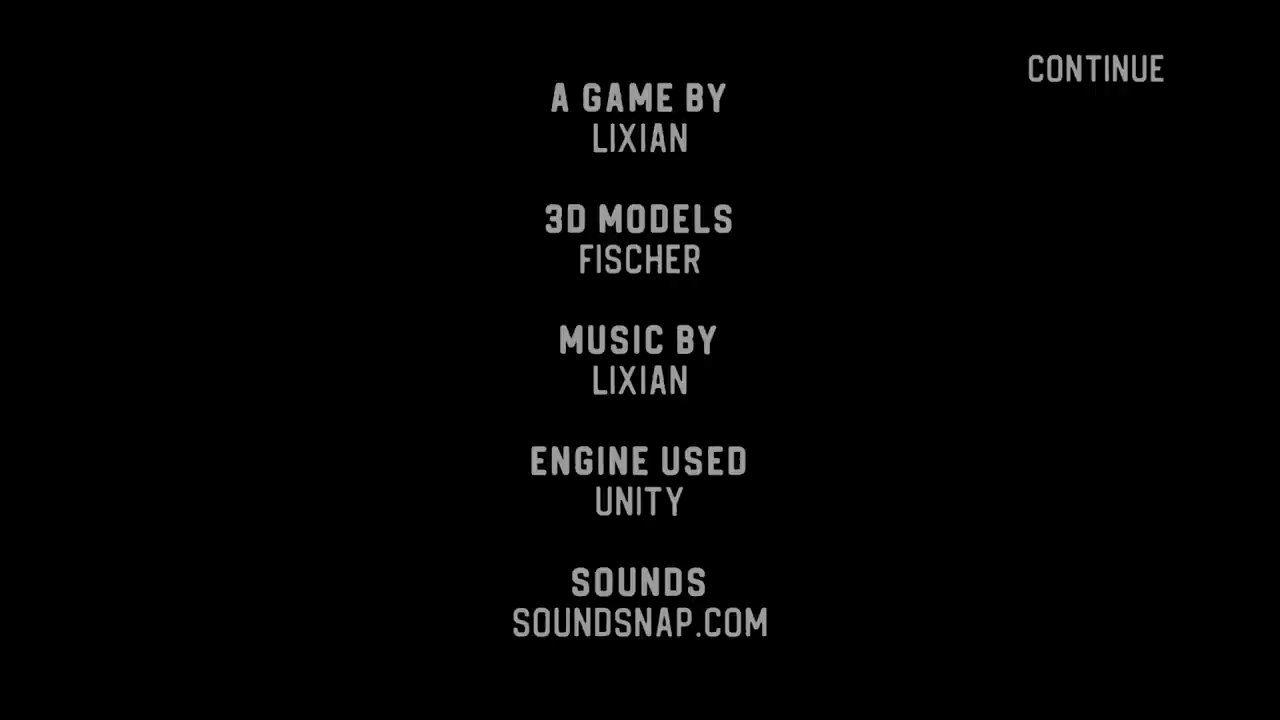 CONTINUE
A GAME BY
LIXIAN
3D MODELS
FISCHER
MUSIC BY
LIXIAN
ENGINE USED
UNITY
SOUNDS
SOUNDSNAP.COM